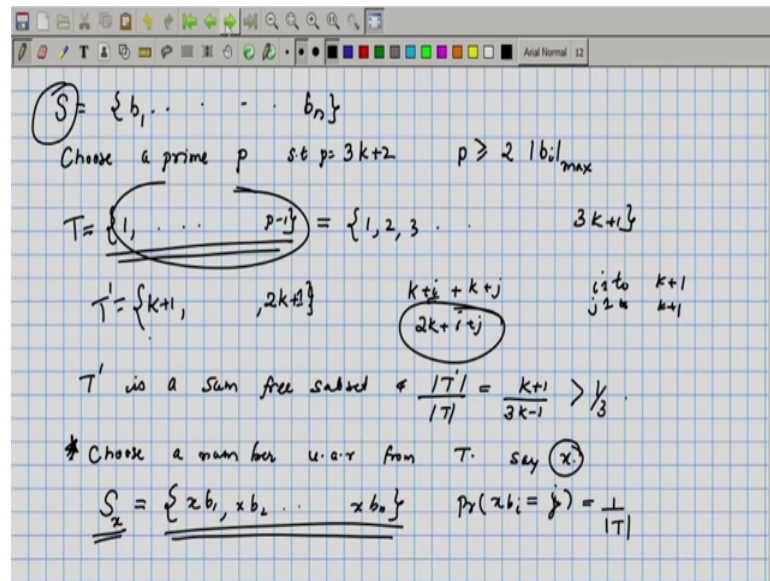 Arial Normal 12
S = {b₁ . . . . bₙ}
Choose a prime p s.t p= 3k+2 p ≥ 2 |bi|max
T = {1, . . . p-1} = {1, 2, 3 . . 3k+1}
T' = {k+1, , 2k+1} k+i + k+j i 1 to k+1
2k+ i+j j 1 to k+1
T' is a sum free subset & |T'| / |T| = k+1 / 3k-1 > 1/3 .
* Choose a number u.a.r from T. say x.
Sₓ = {xb₁, xb₂ . . . xbₙ} pr(xbi = j) = 1 / |T|